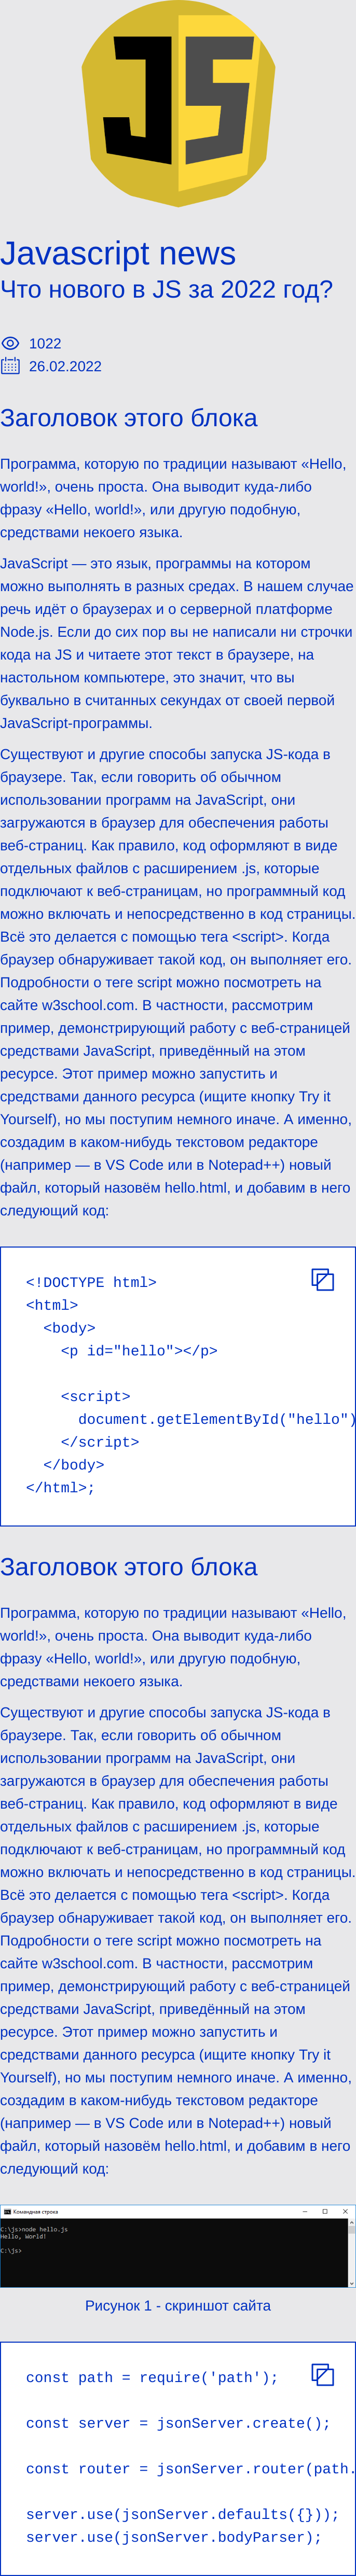 JS
Javascript news
Что нового в JS за 2022 год?
1022
26.02.2022
Заголовок этого блока
Программа, которую по традиции называют «Hello,
world!», очень проста. Она выводит куда-либо
фразу «Hello, world!», или другую подобную,
средствами некоего языка.
JavaScript — это язык, программы на котором
можно выполнять в разных средах. В нашем случае
речь идёт о браузерах и о серверной платформе
Node.js. Если до сих пор вы не написали ни строчки
кода на JS и читаете этот текст в браузере, на
настольном компьютере, это значит, что вы
буквально в считанных секундах от своей первой
JavaScript-программы.
Существуют и другие способы запуска JS-кода в
браузере. Так, если говорить об обычном
использовании программ на JavaScript, они
загружаются в браузер для обеспечения работы
веб-страниц. Как правило, код оформляют в виде
отдельных файлов с расширением .js, которые
подключают к веб-страницам, но программный код
можно включать и непосредственно в код страницы.
Всё это делается с помощью тега <script>. Когда
браузер обнаруживает такой код, он выполняет его.
Подробности о теге script можно посмотреть на
сайте w3school.com. В частности, рассмотрим
пример, демонстрирующий работу с веб-страницей
средствами JavaScript, приведённый на этом
ресурсе. Этот пример можно запустить и
средствами данного ресурса (ищите кнопку Try it
Yourself), но мы поступим немного иначе. А именно,
создадим в каком-нибудь текстовом редакторе
(например — в VS Code или в Notepad++) новый
файл, который назовём hello.html, и добавим в него
следующий код:
<!DOCTYPE html>
<html>
<body>
<p id="hello"></p>
<script>
document.getElementById("hello")
</script>
</body>
</html>;
Заголовок этого блока
Программа, которую по традиции называют «Hello,
world!», очень проста. Она выводит куда-либо
фразу «Hello, world!», или другую подобную,
средствами некоего языка.
Существуют и другие способы запуска JS-кода в
браузере. Так, если говорить об обычном
использовании программ на JavaScript, они
загружаются в браузер для обеспечения работы
веб-страниц. Как правило, код оформляют в виде
отдельных файлов с расширением .js, которые
подключают к веб-страницам, но программный код
можно включать и непосредственно в код страницы.
Всё это делается с помощью тега <script>. Когда
браузер обнаруживает такой код, он выполняет его.
Подробности о теге script можно посмотреть на
сайте w3school.com. В частности, рассмотрим
пример, демонстрирующий работу с веб-страницей
средствами JavaScript, приведённый на этом
ресурсе. Этот пример можно запустить и
средствами данного ресурса (ищите кнопку Try it
Yourself), но мы поступим немного иначе. А именно,
создадим в каком-нибудь текстовом редакторе
(например — в VS Code или в Notepad++) новый
файл, который назовём hello.html, и добавим в него
следующий код:
Командная строка
C:\js>node hello.js
Hello, World!
C:\js>
Рисунок 1 - скриншот сайта
const path = require('path');
const server = jsonServer.create();
const router = jsonServer.router(path.
server.use(jsonServer.defaults({}));
server.use(jsonServer.bodyParser);